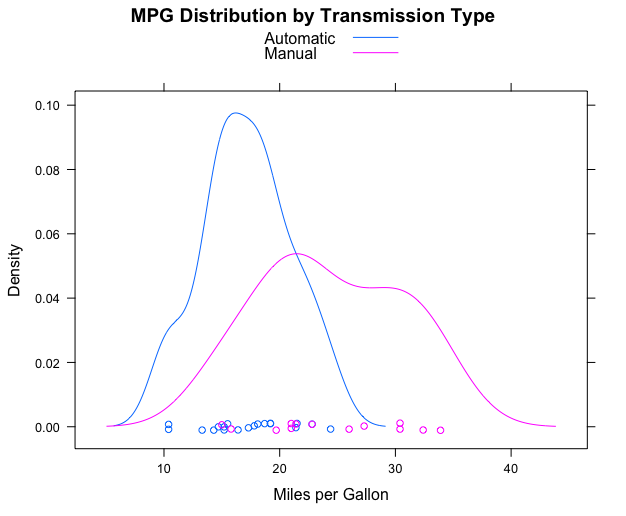 MPG Distribution by Transmission Type
Automatic
Manual
0.10
0.08
0.06
0.04
0.02
0.00
Density
10 20 30 40
Miles per Gallon